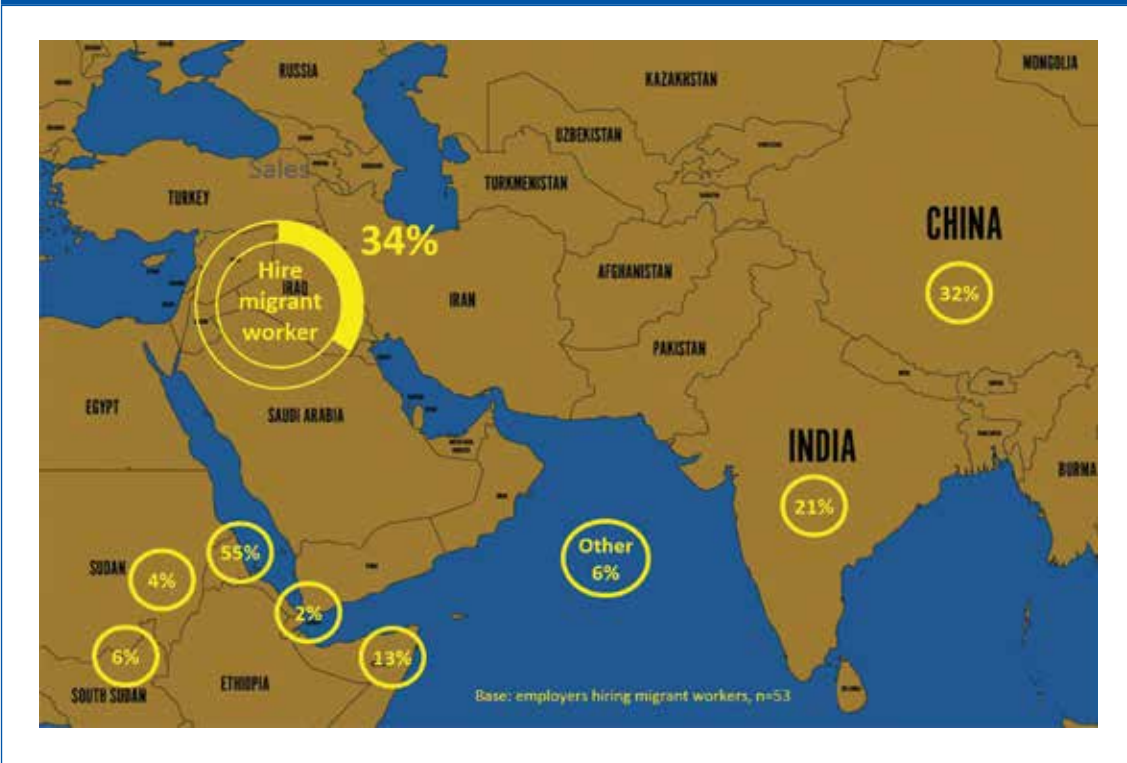 RUSSIA
KAZAKHSTAN
MONGOLIA
UZBEKISTAN
Sales
TURKEY
TURKMENISTAN
CHINA
34%
Hire
IRAQ
migrant
worker
IRAN
AFGHANISTAN
32%
PAKISTAN
EGYPT
SAUDI ARABIA
INDIA
BURMA
21%
55%
Other
6%
SUDAN
4%
2%
6%
13%
ETHIOPIA
SOUTH SUDAN
Base: employers hiring migrant workers, n=53